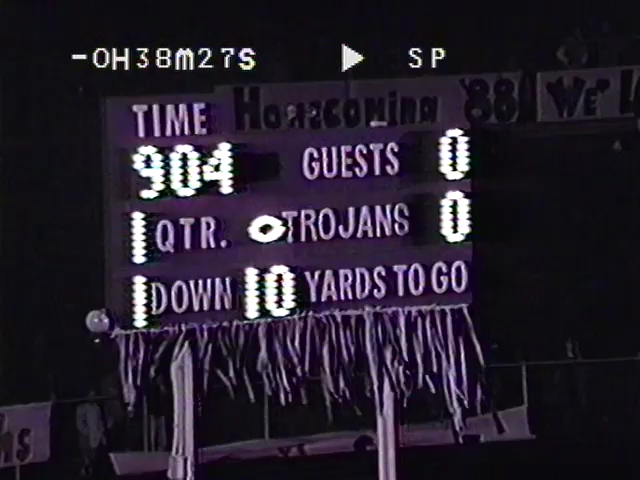 -0H38M27S ▶ SP
Homecoming '88 "We" L
TIME
904 GUESTS 0
1 QTR. TROJANS 0
1 DOWN 10 YARDS TO GO
MS